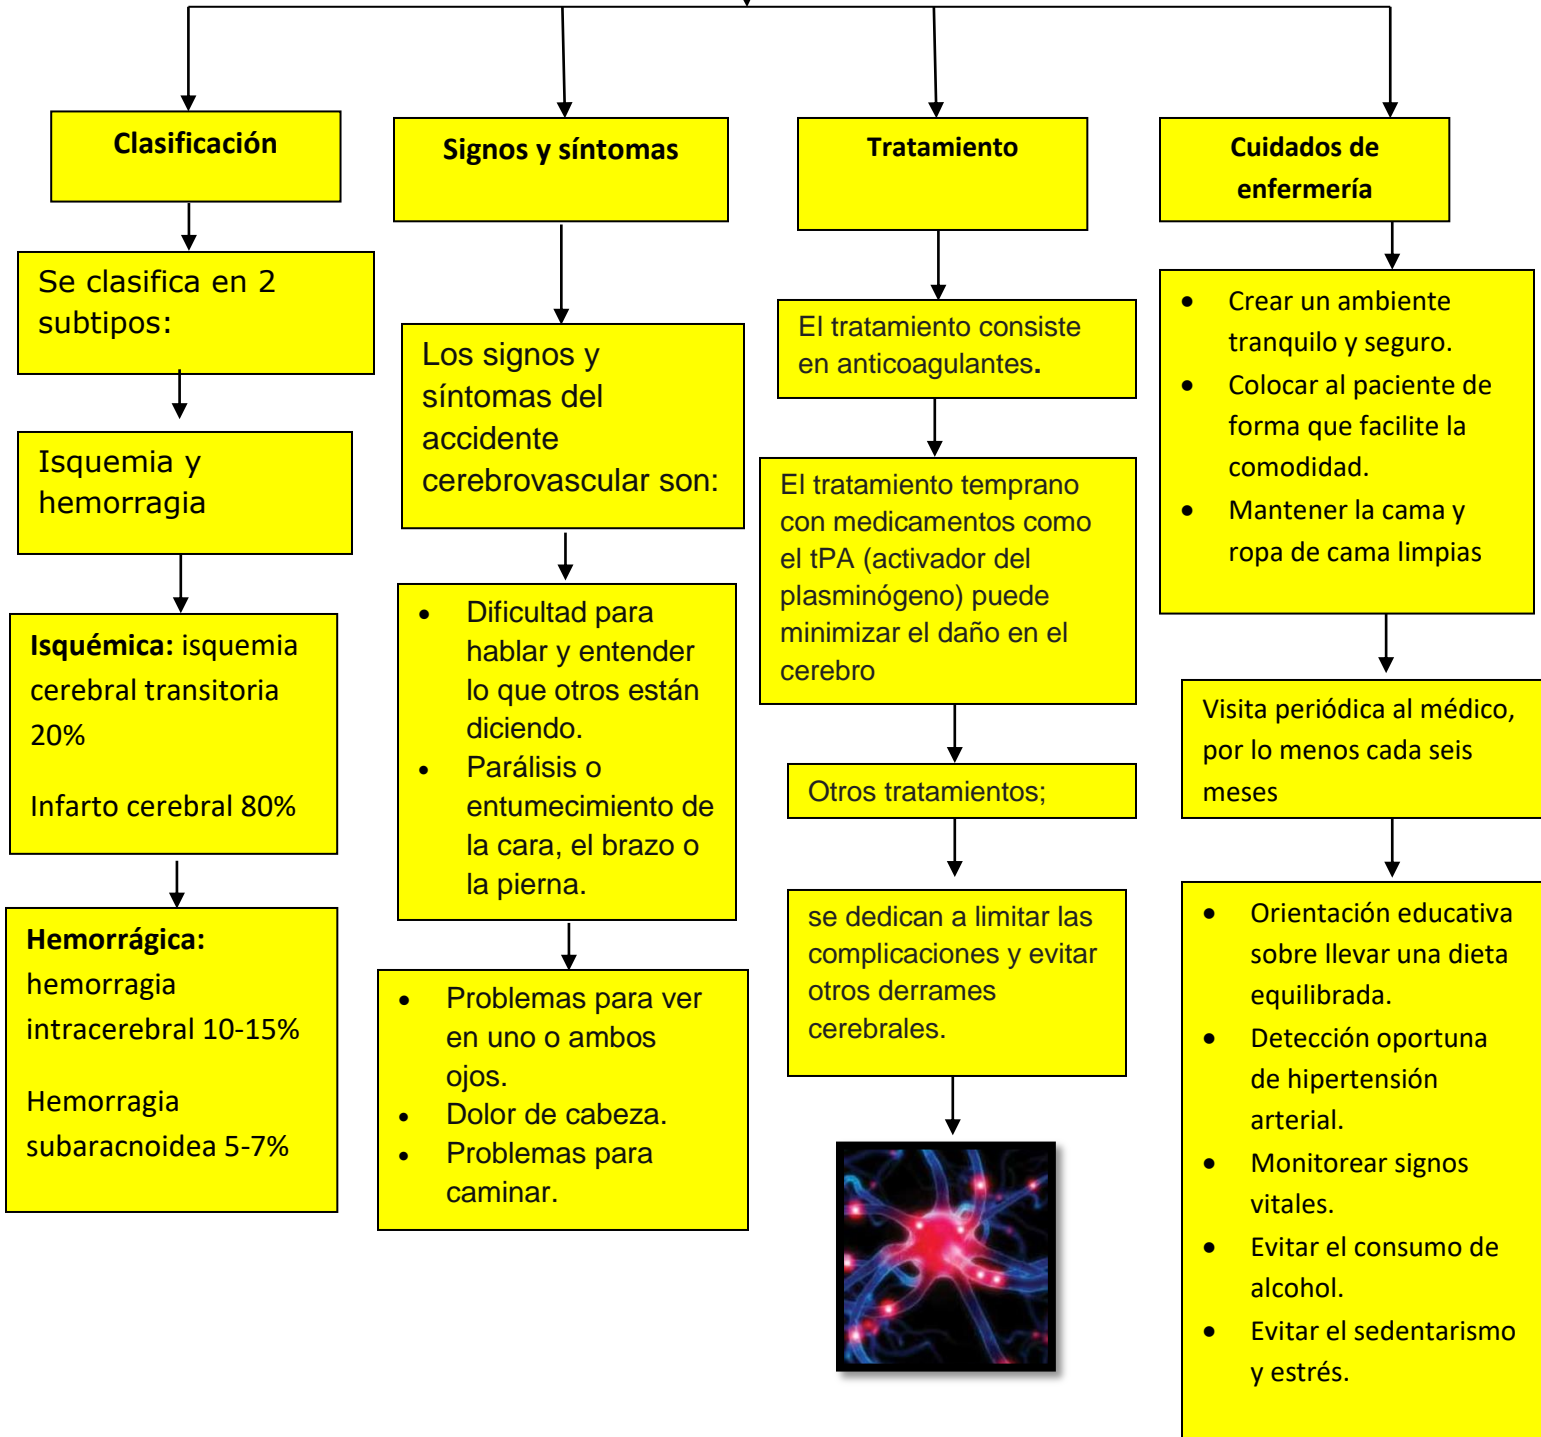 Clasificación
Se clasifica en 2
subtipos:
Isquemia y
hemorragia
Isquémica: isquemia
cerebral transitoria
20%
Infarto cerebral 80%
Hemorrágica:
hemorragia
intracerebral 10-15%
Hemorragia
subaracnoidea 5-7%
Signos y síntomas
Los signos y
síntomas del
accidente
cerebrovascular son:
• Dificultad para
hablar y entender
lo que otros están
diciendo.
• Parálisis o
entumecimiento de
la cara, el brazo o
la pierna.
• Problemas para ver
en uno o ambos
ojos.
• Dolor de cabeza.
• Problemas para
caminar.
Tratamiento
El tratamiento consiste
en anticoagulantes.
El tratamiento temprano
con medicamentos como
el tPA (activador del
plasminógeno) puede
minimizar el daño en el
cerebro
Otros tratamientos;
se dedican a limitar las
complicaciones y evitar
otros derrames
cerebrales.
Cuidados de
enfermería
• Crear un ambiente
tranquilo y seguro.
• Colocar al paciente de
forma que facilite la
comodidad.
• Mantener la cama y
ropa de cama limpias
Visita periódica al médico,
por lo menos cada seis
meses
• Orientación educativa
sobre llevar una dieta
equilibrada.
• Detección oportuna
de hipertensión
arterial.
• Monitorear signos
vitales.
• Evitar el consumo de
alcohol.
• Evitar el sedentarismo
y estrés.